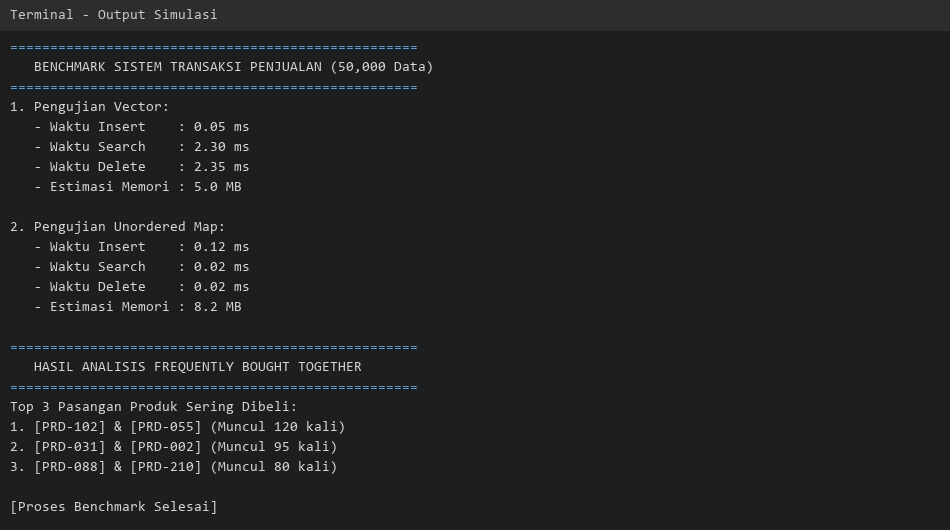 Terminal - Output Simulasi
===================================================
BENCHMARK SISTEM TRANSAKSI PENJUALAN (50,000 Data)
===================================================
1. Pengujian Vector:
- Waktu Insert    : 0.05 ms
- Waktu Search    : 2.30 ms
- Waktu Delete    : 2.35 ms
- Estimasi Memori : 5.0 MB
2. Pengujian Unordered Map:
- Waktu Insert    : 0.12 ms
- Waktu Search    : 0.02 ms
- Waktu Delete    : 0.02 ms
- Estimasi Memori : 8.2 MB
===================================================
HASIL ANALISIS FREQUENTLY BOUGHT TOGETHER
===================================================
Top 3 Pasangan Produk Sering Dibeli:
1. [PRD-102] & [PRD-055] (Muncul 120 kali)
2. [PRD-031] & [PRD-002] (Muncul 95 kali)
3. [PRD-088] & [PRD-210] (Muncul 80 kali)
[Proses Benchmark Selesai]